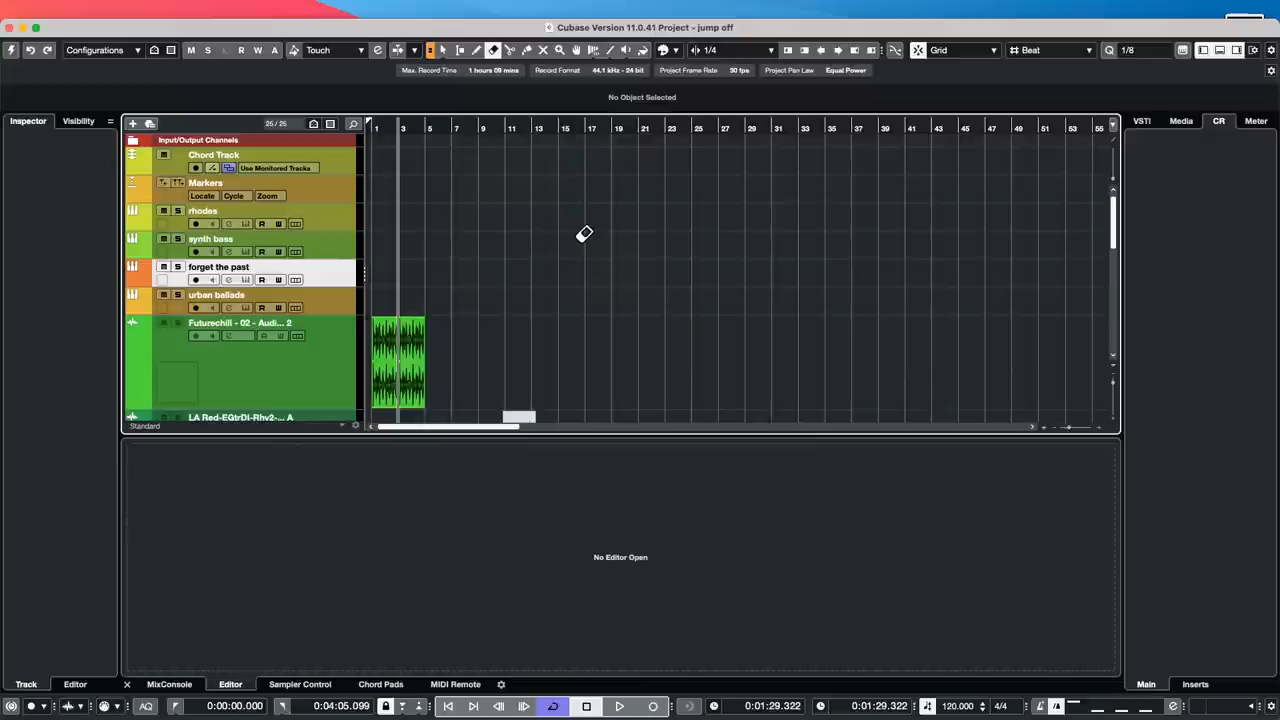 Cubase Version 11.0.41 Project - jump off
Configurations M S L R W A Touch 1/4 Grid Beat Q 1/8
Max. Record Time 1 hours 09 mins Record Format 44.1 kHz - 24 bit Project Frame Rate 30 fps Project Pan Law Equal Power
No Object Selected
Inspector Visibility 25 / 25 1 3 5 7 9 11 13 15 17 19 21 23 25 27 29 31 33 35 37 39 41 43 45 47 49 51 53 55 VSTi Media CR Meter
Input/Output Channels
Chord Track
Use Monitored Tracks
Markers
Locate Cycle Zoom
rhodes
R W
synth bass
R W
forget the past
R W
urban ballads
R W
Futurechill - 02 - Audi... 2
R W
LA Red-EGtrDI-Rhy2-... A
Standard
No Editor Open
Track Editor MixConsole Editor Sampler Control Chord Pads MIDI Remote Main Inserts
AQ 0:00:00.000 0:04:05.099 0:01:29.322 0:01:29.322 120.000 4/4